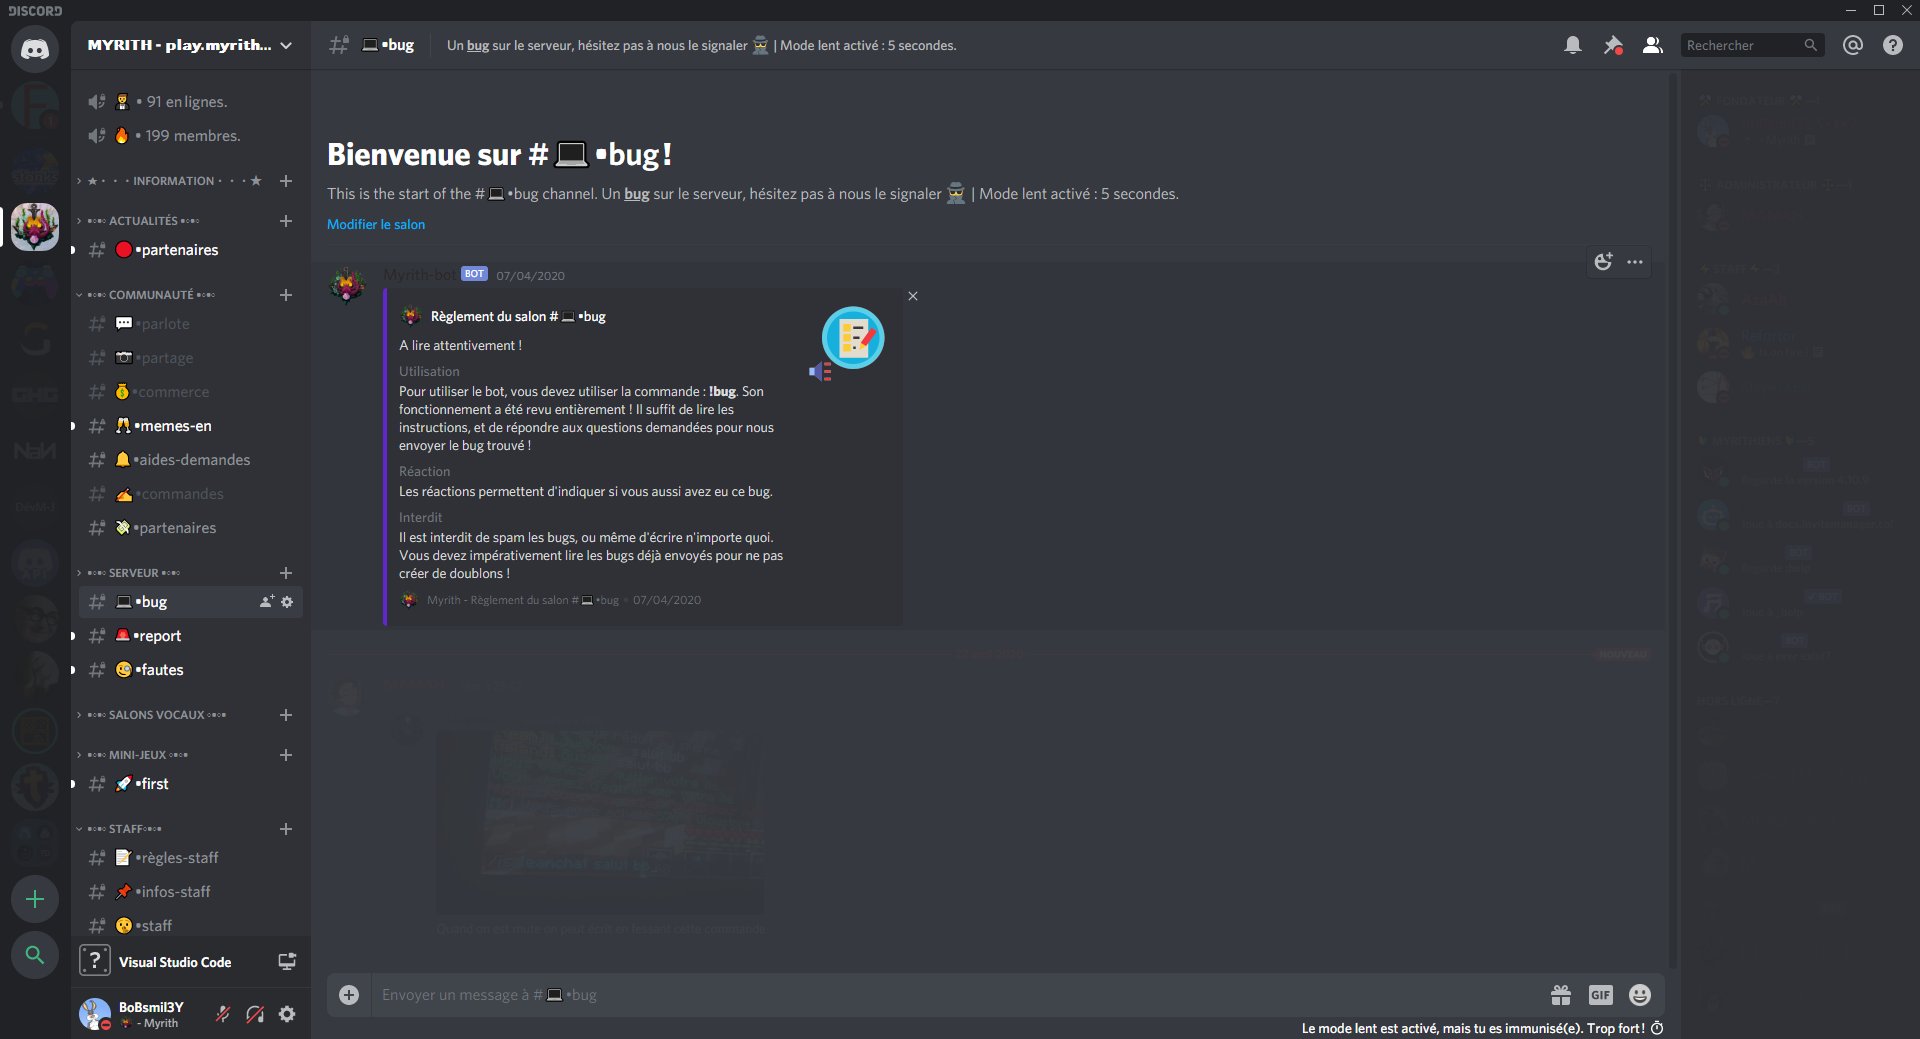 DISCORD
MYRITH - play.myrith...
• 91 en lignes.
• 199 membres.
★ • • • INFORMATION • • • ★
ACTUALITÉS
•partenaires
COMMUNAUTÉ
•parlote
•partage
•commerce
•memes-en
•aides-demandes
•commandes
•partenaires
SERVEUR
•bug
•report
•fautes
SALONS VOCAUX
MINI-JEUX
•first
STAFF
•règles-staff
•infos-staff
•staff
? Visual Studio Code
BoBsmil3Y
- Myrith
# 💻•bug
Un bug sur le serveur, hésitez pas à nous le signaler | Mode lent activé : 5 secondes.
Rechercher
Bienvenue sur #💻•bug !
This is the start of the #💻•bug channel. Un bug sur le serveur, hésitez pas à nous le signaler | Mode lent activé : 5 secondes.
Modifier le salon
Myrith-bot BOT 07/04/2020
Règlement du salon #💻•bug
A lire attentivement !
Utilisation
Pour utiliser le bot, vous devez utiliser la commande : !bug. Son
fonctionnement a été revu entièrement ! Il suffit de lire les
instructions, et de répondre aux questions demandées pour nous
envoyer le bug trouvé !
Réaction
Les réactions permettent d'indiquer si vous aussi avez eu ce bug.
Interdit
Il est interdit de spam les bugs, ou même d'écrire n'importe quoi.
Vous devez impérativement lire les bugs déjà envoyés pour ne pas
créer de doublons !
Myrith - Règlement du salon #💻•bug • 07/04/2020
NOUVEAU
Envoyer un message à #💻•bug
GIF
Le mode lent est activé, mais tu es immunisé(e). Trop fort !